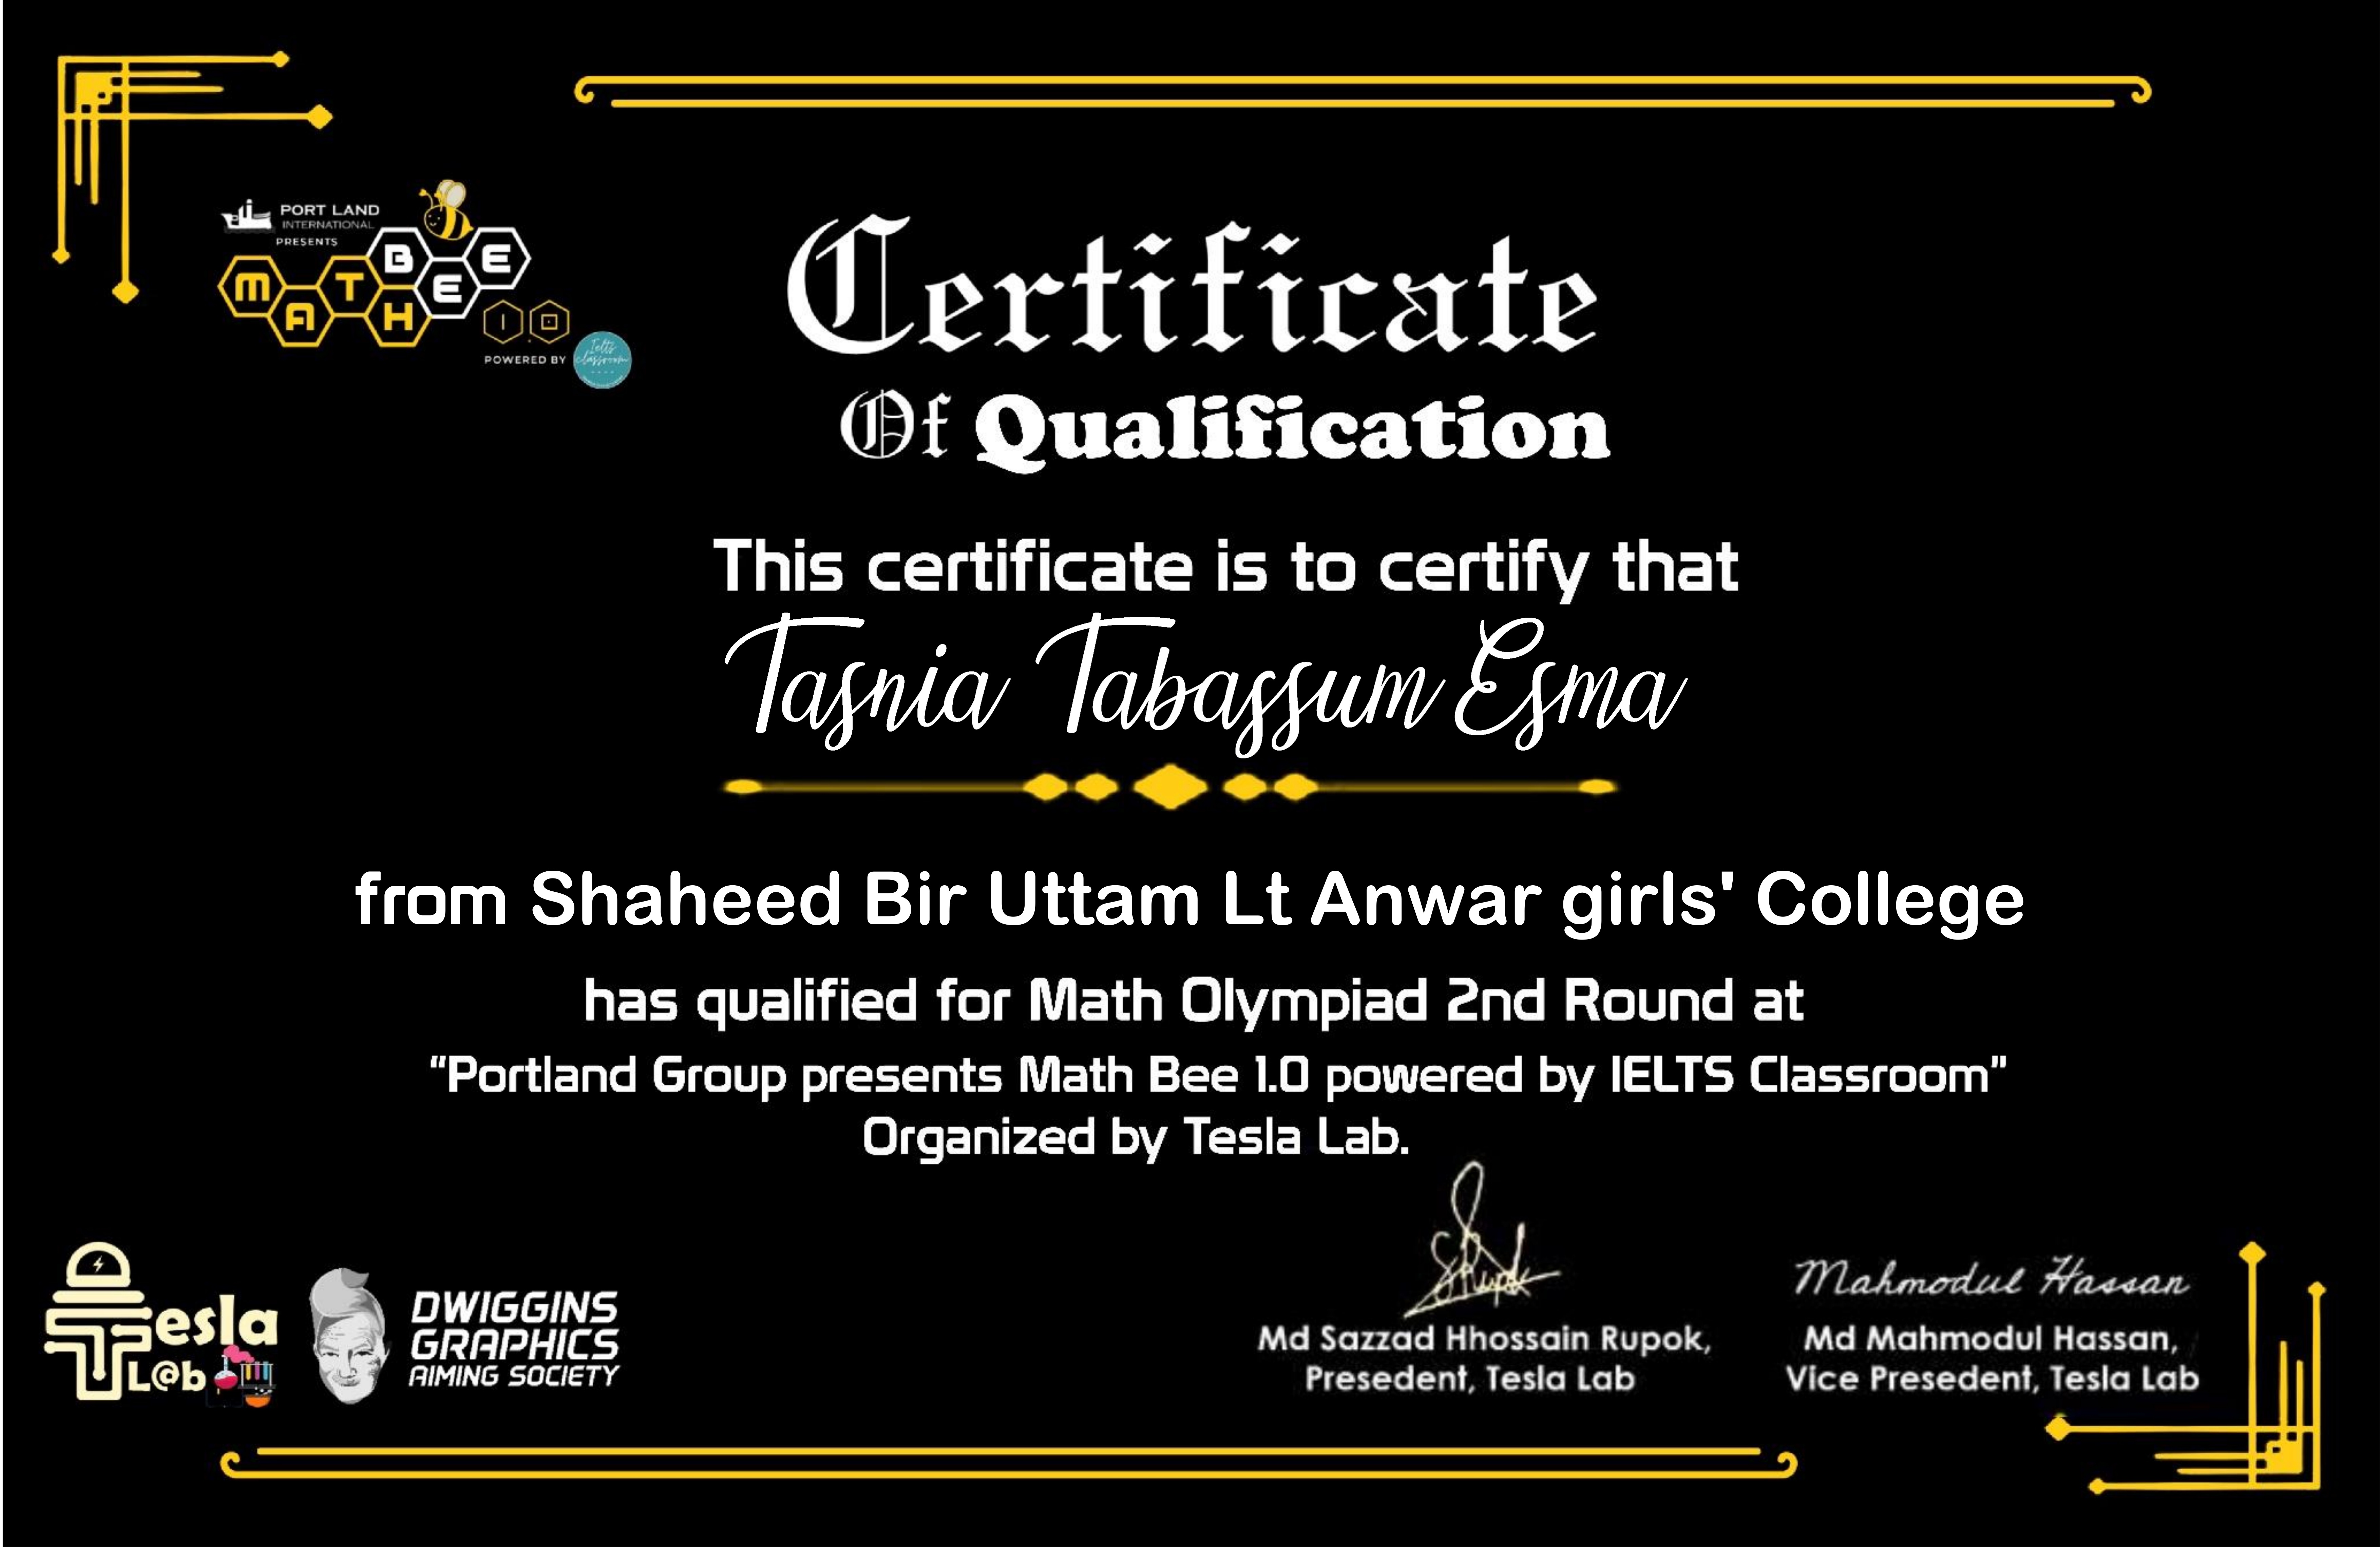 PORT LAND
INTERNATIONAL
PRESENTS
MATH BEE
1.0
POWERED BY
Ielts classroom
Certificate
Of Qualification
This certificate is to certify that
Tasnia Tabassum Esma
from Shaheed Bir Uttam Lt Anwar girls' College
has qualified for Math Olympiad 2nd Round at
“Portland Group presents Math Bee 1.0 powered by IELTS Classroom”
Organized by Tesla Lab.
Tesla
L@b
DWIGGINS
GRAPHICS
AIMING SOCIETY
Md Sazzad Hhossain Rupok,
Presedent, Tesla Lab
Mahmodul Hassan
Md Mahmodul Hassan,
Vice Presedent, Tesla Lab